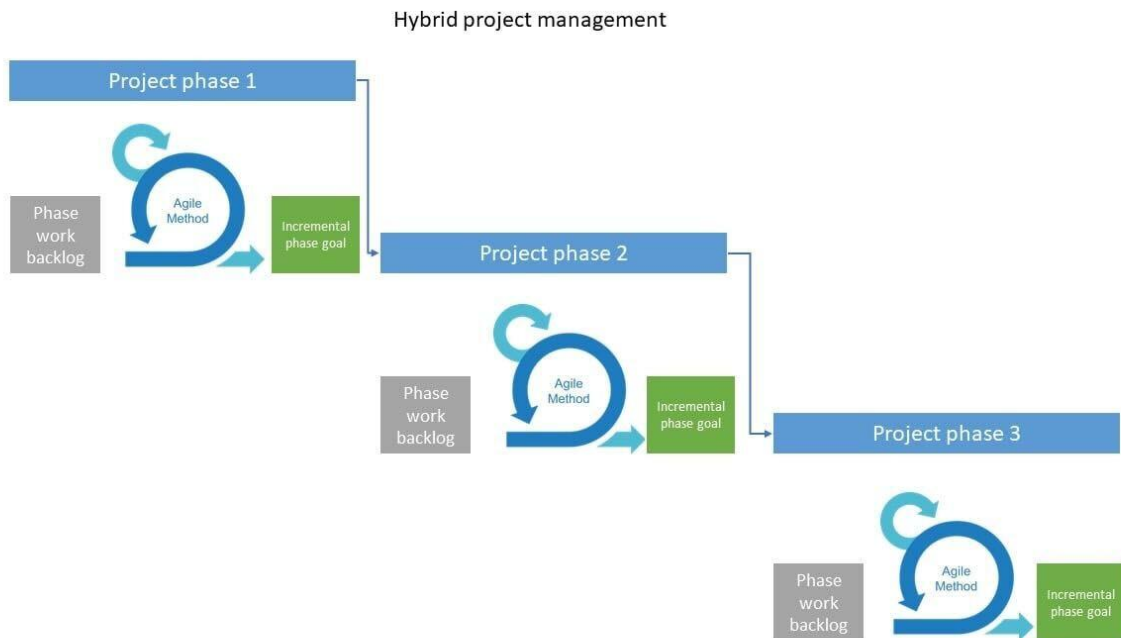 Hybrid project management
Project phase 1
Agile
Method
Phase
work
backlog
Incremental
phase goal
Project phase 2
Agile
Method
Phase
work
backlog
Incremental
phase goal
Project phase 3
Agile
Method
Phase
work
backlog
Incremental
phase goal